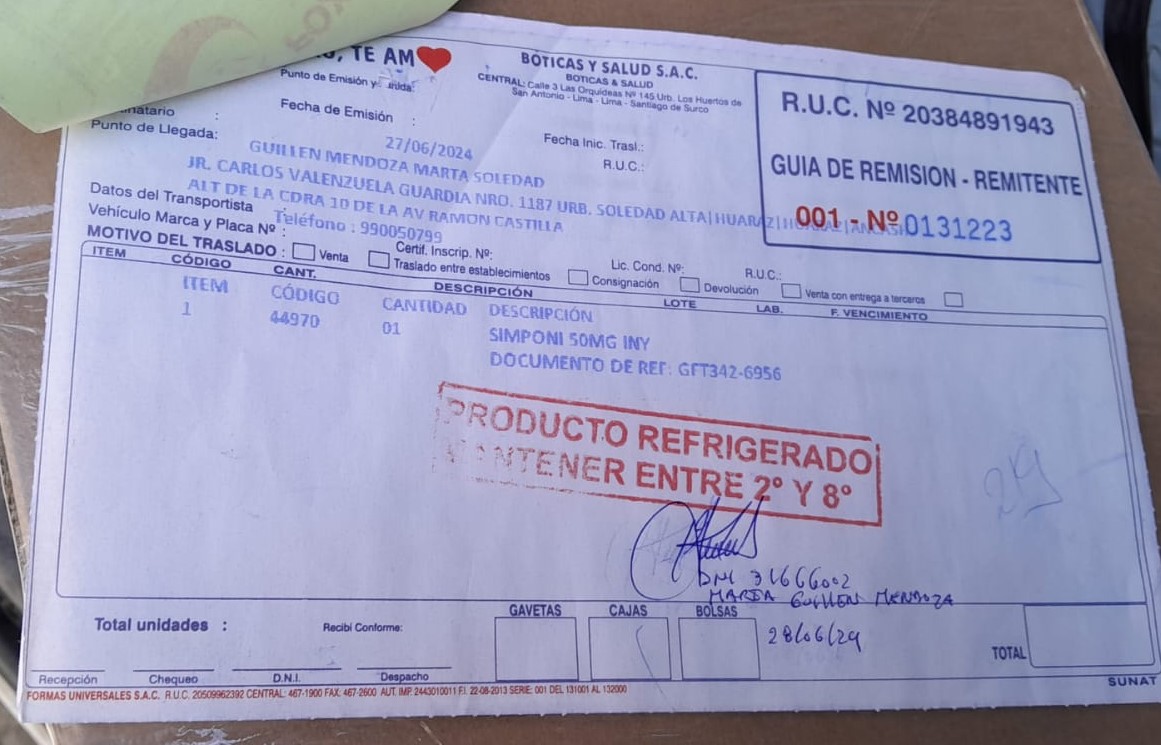 , TE AM
BOTICAS Y SALUD S.A.C.
BOTICAS & SALUD
CENTRAL: Calle 3 Las Orquídeas Nº 145 Urb. Los Huertos de
San Antonio - Lima - Lima - Santiago de Surco
R.U.C. Nº 20384891943
GUIA DE REMISION - REMITENTE
001 - Nº 0131223
Punto de Emisión y
Fecha de Emisión :
27/06/2024
Fecha Inic. Trasl.:
natario :
GUILLEN MENDOZA MARTA SOLEDAD
R.U.C.:
Punto de Llegada:
JR. CARLOS VALENZUELA GUARDIA NRO. 1187 URB. SOLEDAD ALTA|HUARAZ|
ALT DE LA CDRA 10 DE LA AV RAMON CASTILLA
Datos del Transportista :
Teléfono : 990050799
Vehículo Marca y Placa Nº :
Certif. Inscrip. Nº:
Lic. Cond. Nº:
R.U.C.:
MOTIVO DEL TRASLADO : Venta Traslado entre establecimientos Consignación Devolución Venta con entrega a terceros
ITEM CÓDIGO CANT. DESCRIPCIÓN LOTE LAB. F. VENCIMIENTO
ITEM CÓDIGO CANTIDAD DESCRIPCIÓN
1 44970 01 SIMPONI 50MG INY
DOCUMENTO DE REF: GFT342-6956
PRODUCTO REFRIGERADO
MANTENER ENTRE 2º Y 8º
DNI 31666002
GUILLEN MENDOZA
28/06/24
Total unidades :
Recibí Conforme:
GAVETAS CAJAS BOLSAS
TOTAL
Recepción Chequeo D.N.I. Despacho
SUNAT
FORMAS UNIVERSALES S.A.C. R.U.C. 20509962392 CENTRAL: 467-1900 FAX: 467-2600 AUT. IMP. 2443010011 F.I. 22-08-2013 SERIE: 001 DEL 131001 AL 132000